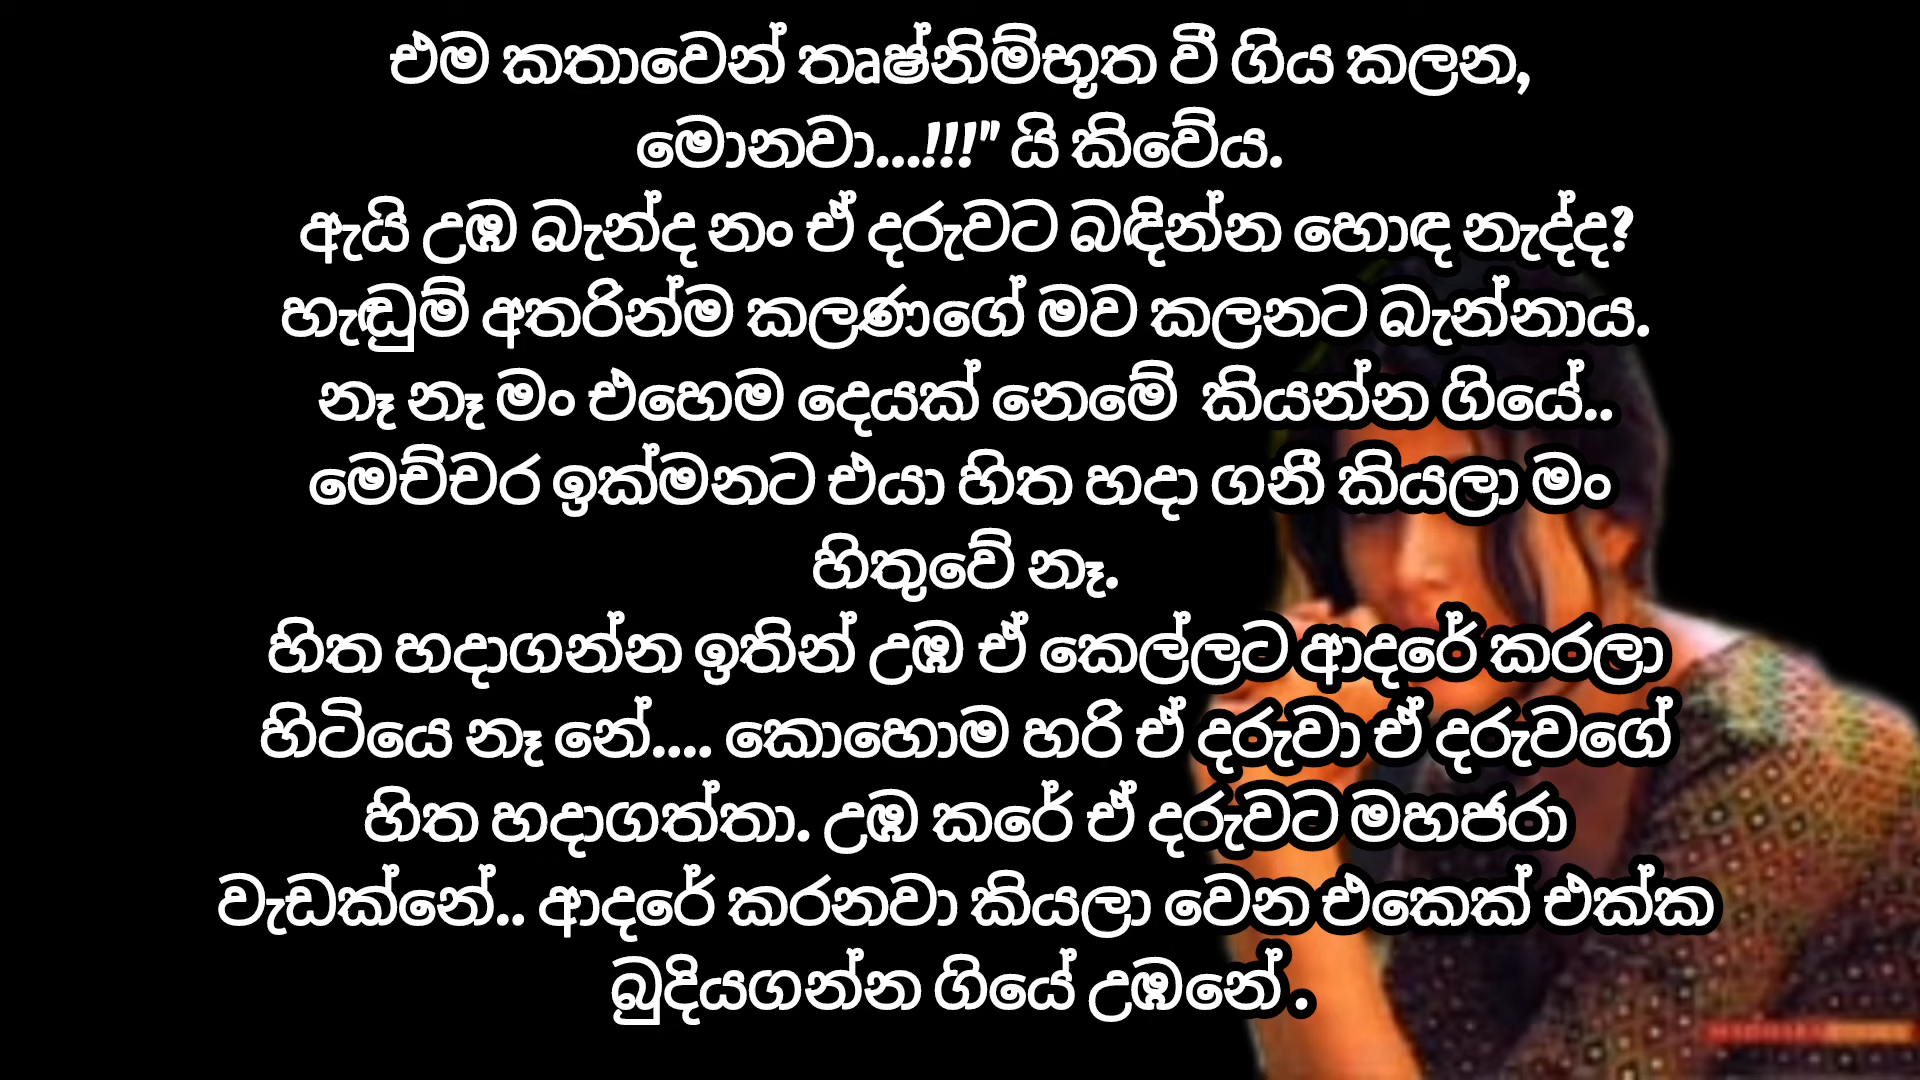 එම කතාවෙන් තෘෂ්නිම්භූත වී ගිය කලන,
මොනවා...!!!" යි කිවේය.
ඇයි උඹ බැන්ද නං ඒ දරුවට බඳින්න හොඳ නැද්ද?
හැඬුම් අතරින්ම කලණගේ මව කලනට බැන්නාය.
නෑ නෑ මං එහෙම දෙයක් නෙමේ කියන්න ගියේ..
මෙච්චර ඉක්මනට එයා හිත හදා ගනී කියලා මං
හිතුවේ නෑ.
හිත හදාගන්න ඉතින් උඹ ඒ කෙල්ලට ආදරේ කරලා
හිටියෙ නෑ නේ.... කොහොම හරි ඒ දරුවා ඒ දරුවගේ
හිත හදාගත්තා. උඹ කරේ ඒ දරුවට මහජරා
වැඩක්නේ.. ආදරේ කරනවා කියලා වෙන එකෙක් එක්ක
බුදියගන්න ගියේ උඹනේ .